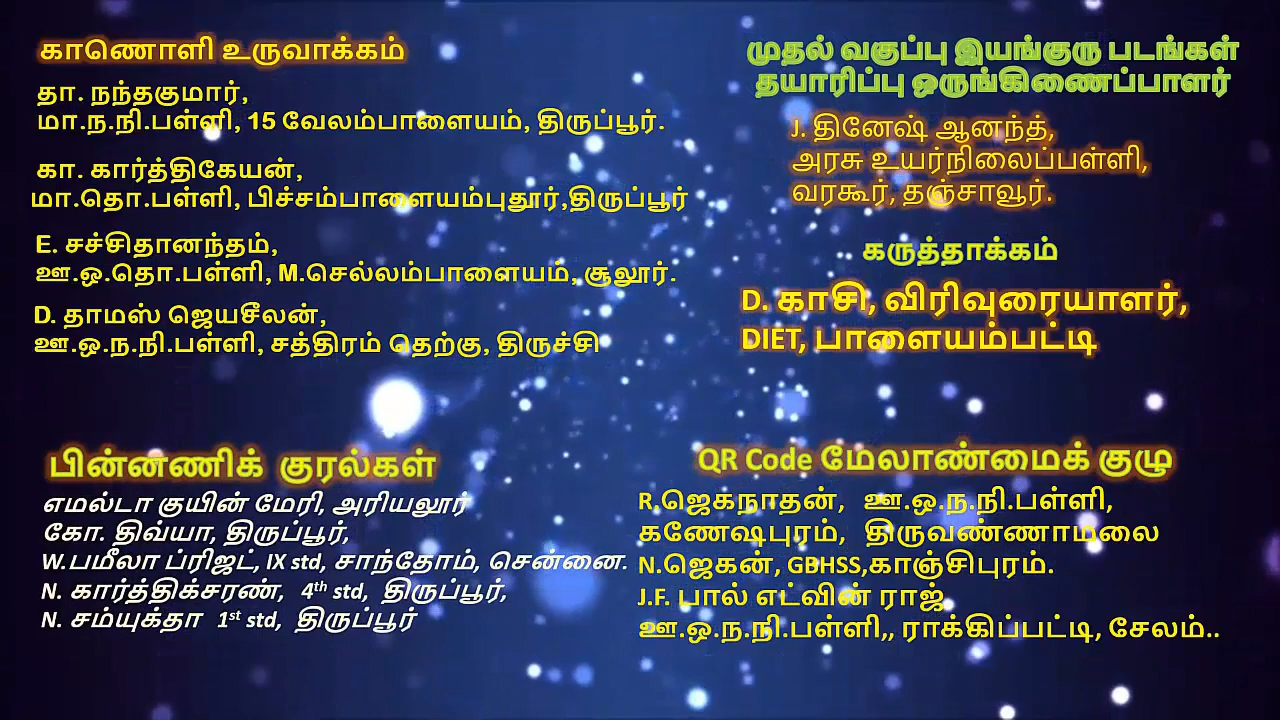 காணொளி உருவாக்கம்
தா. நந்தகுமார்,
மா.ந.நி.பள்ளி, 15 வேலம்பாளையம், திருப்பூர்.
கா. கார்த்திகேயன்,
மா.தொ.பள்ளி, பிச்சம்பாளையம்புதூர்,திருப்பூர்
E. சச்சிதானந்தம்,
ஊ.ஒ.தொ.பள்ளி, M.செல்லம்பாளையம், சூலூர்.
D. தாமஸ் ஜெயசீலன்,
ஊ.ஒ.ந.நி.பள்ளி, சத்திரம் தெற்கு, திருச்சி
முதல் வகுப்பு இயங்குரு படங்கள்
தயாரிப்பு ஒருங்கிணைப்பாளர்
J. தினேஷ் ஆனந்த்,
அரசு உயர்நிலைப்பள்ளி,
வரகூர், தஞ்சாவூர்.
கருத்தாக்கம்
D. காசி, விரிவுரையாளர்,
DIET, பாளையம்பட்டி
பின்னணிக் குரல்கள்
எமல்டா குயின் மேரி, அரியலூர்
கோ. திவ்யா, திருப்பூர்,
W.பமீலா ப்ரிஜட், IX std, சாந்தோம், சென்னை.
N. கார்த்திக்சரண், 4th std, திருப்பூர்,
N. சம்யுக்தா 1st std, திருப்பூர்
QR Code மேலாண்மைக் குழு
R.ஜெகநாதன், ஊ.ஒ.ந.நி.பள்ளி,
கணேஷபுரம், திருவண்ணாமலை
N.ஜெகன், GBHSS,காஞ்சிபுரம்.
J.F. பால் எட்வின் ராஜ்
ஊ.ஒ.ந.நி.பள்ளி,, ராக்கிப்பட்டி, சேலம்..